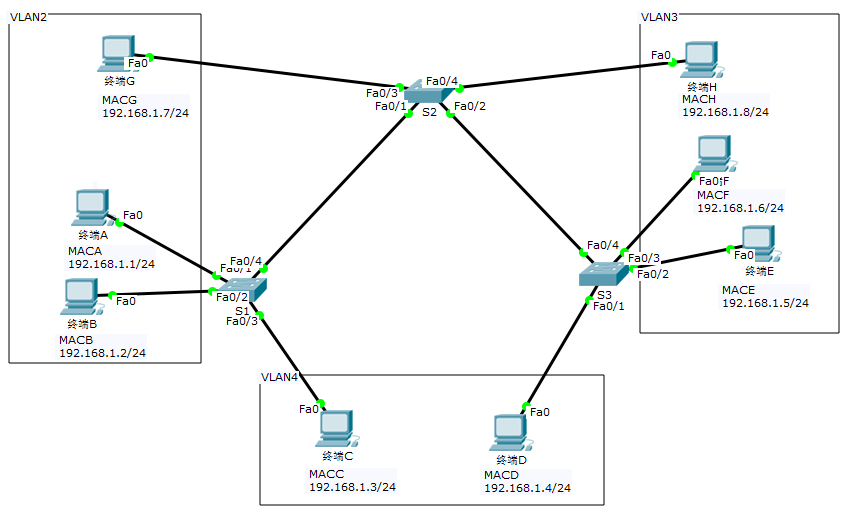 VLAN2
Fa0
终端G
MACG
192.168.1.7/24
Fa0/3
Fa0/4
Fa0/1
Fa0/2
S2
VLAN3
Fa0
终端H
MACH
192.168.1.8/24
Fa0
MACF
192.168.1.6/24
Fa0
终端E
MACE
192.168.1.5/24
Fa0
终端A
MACA
192.168.1.1/24
Fa0
终端B
MACB
192.168.1.2/24
Fa0/4
Fa0/1
Fa0/2
S1
Fa0/3
Fa0/4
Fa0/3
Fa0/2
S3
Fa0/1
VLAN4
Fa0
终端C
MACC
192.168.1.3/24
Fa0
终端D
MACD
192.168.1.4/24